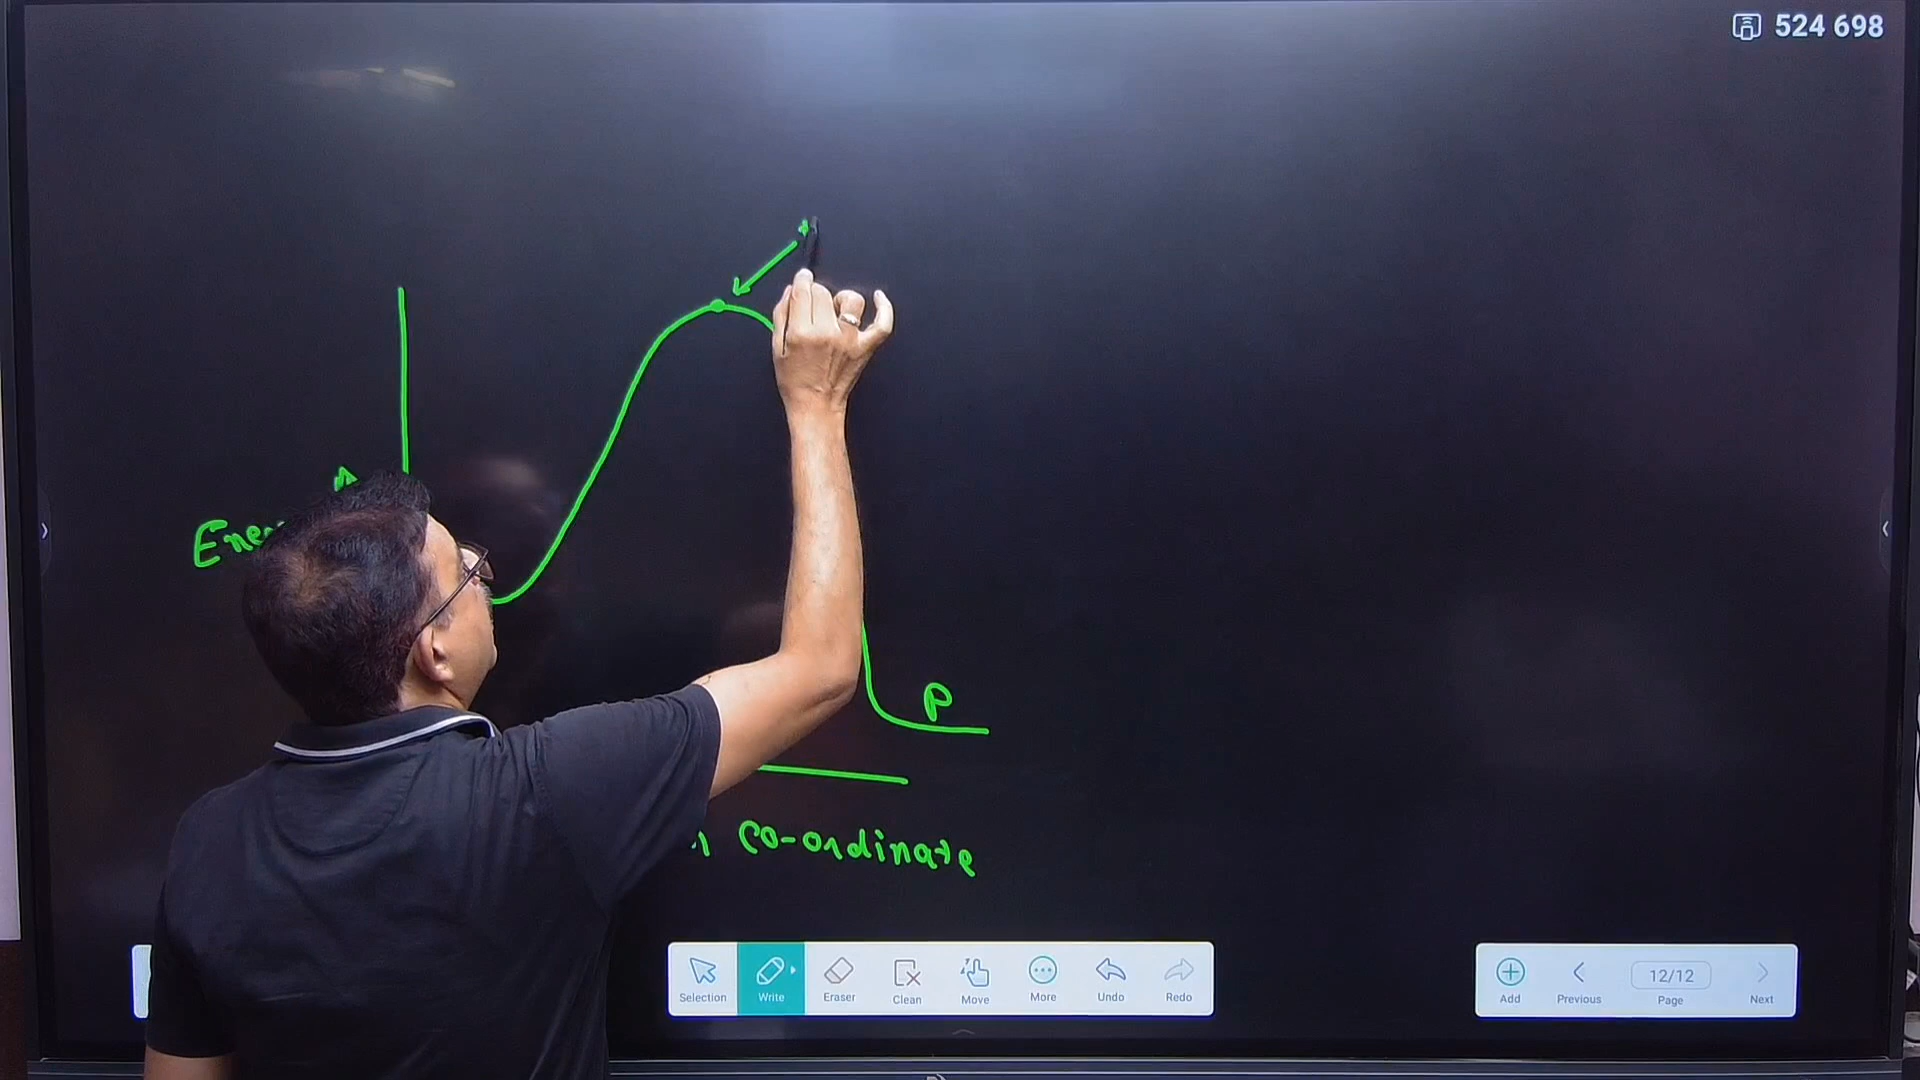 524 698
P
co-ordinate
Selection
Write
Eraser
Clean
Move
More
Undo
Redo
Add
Previous
12/12
Page
Next